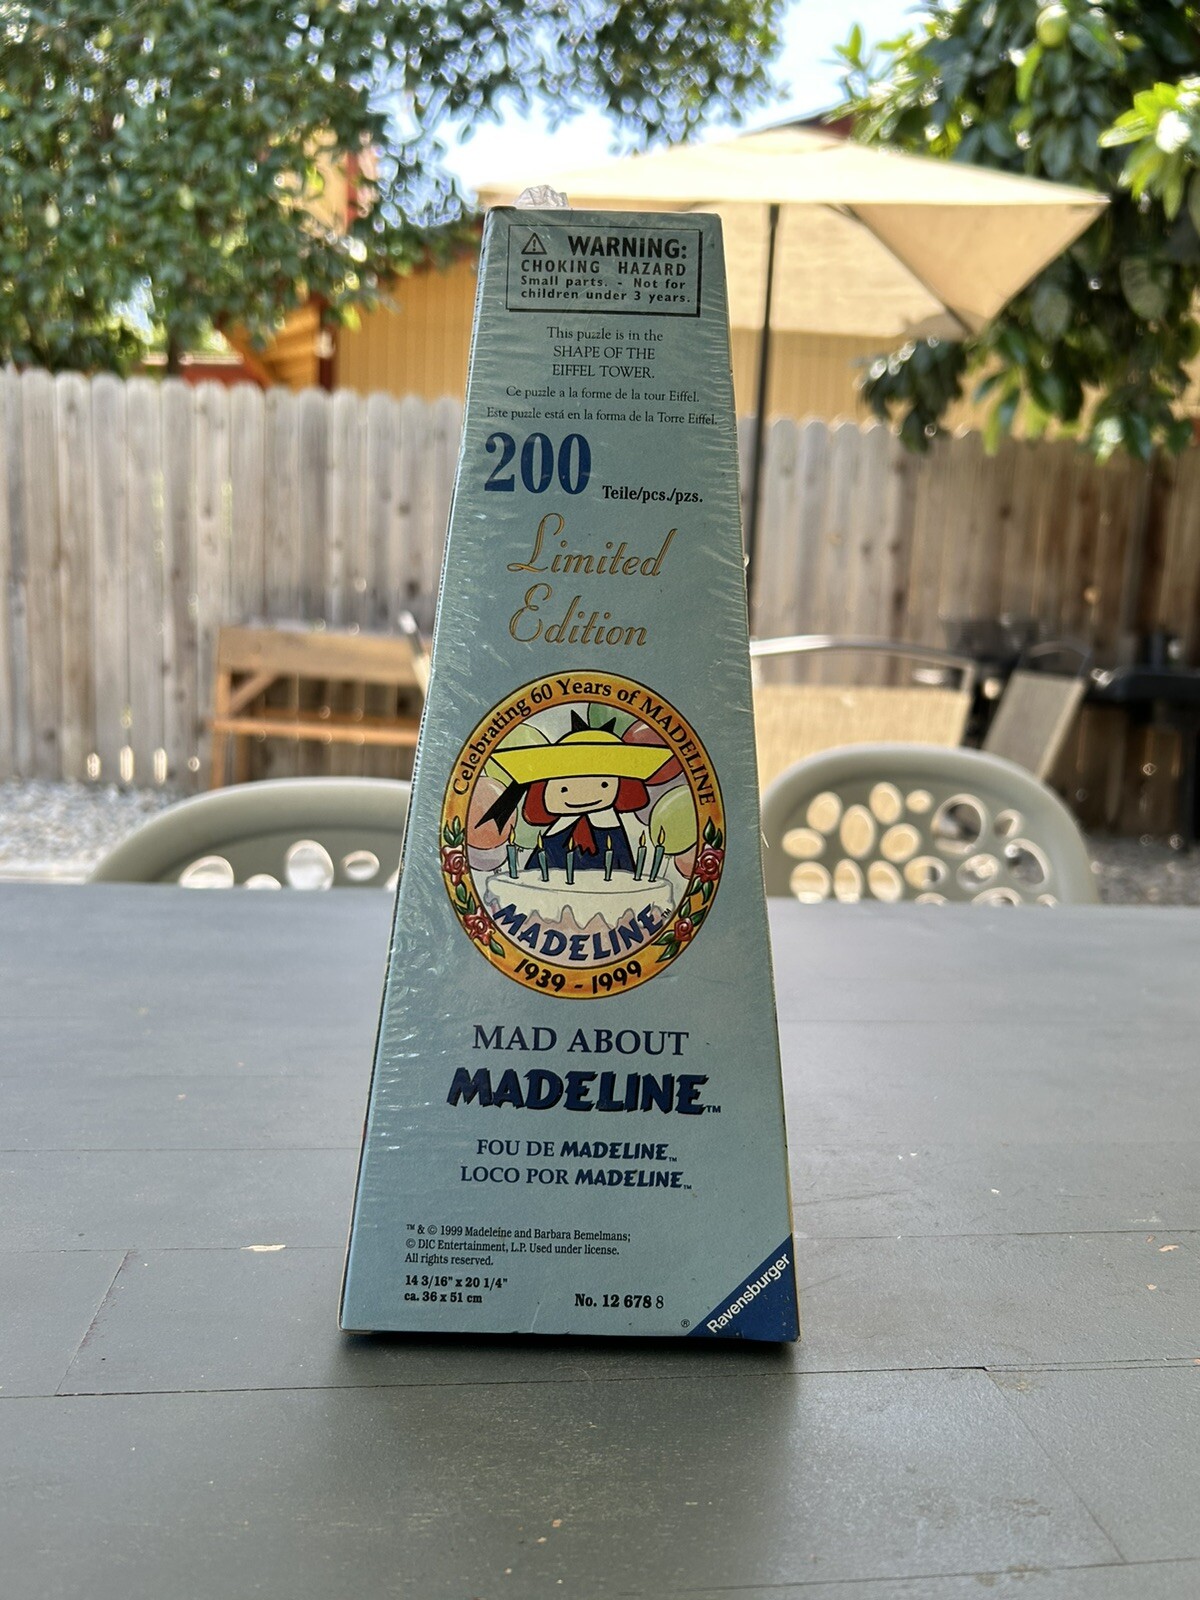 WARNING:
CHOKING HAZARD
Small parts. - Not for
children under 3 years.
This puzzle is in the
SHAPE OF THE
EIFFEL TOWER.
Ce puzzle a la forme de la tour Eiffel.
Este puzzle está en la forma de la Torre Eiffel.
200 Teile/pcs./pzs.
Limited
Edition
Celebrating 60 Years of MADELINE
MADELINE™
1939 - 1999
MAD ABOUT
MADELINE™
FOU DE MADELINE™
LOCO POR MADELINE™
™ & © 1999 Madeleine and Barbara Bemelmans;
© DIC Entertainment, L.P. Used under license.
All rights reserved.
14 3/16" x 20 1/4"
ca. 36 x 51 cm
No. 12 678 8
® Ravensburger